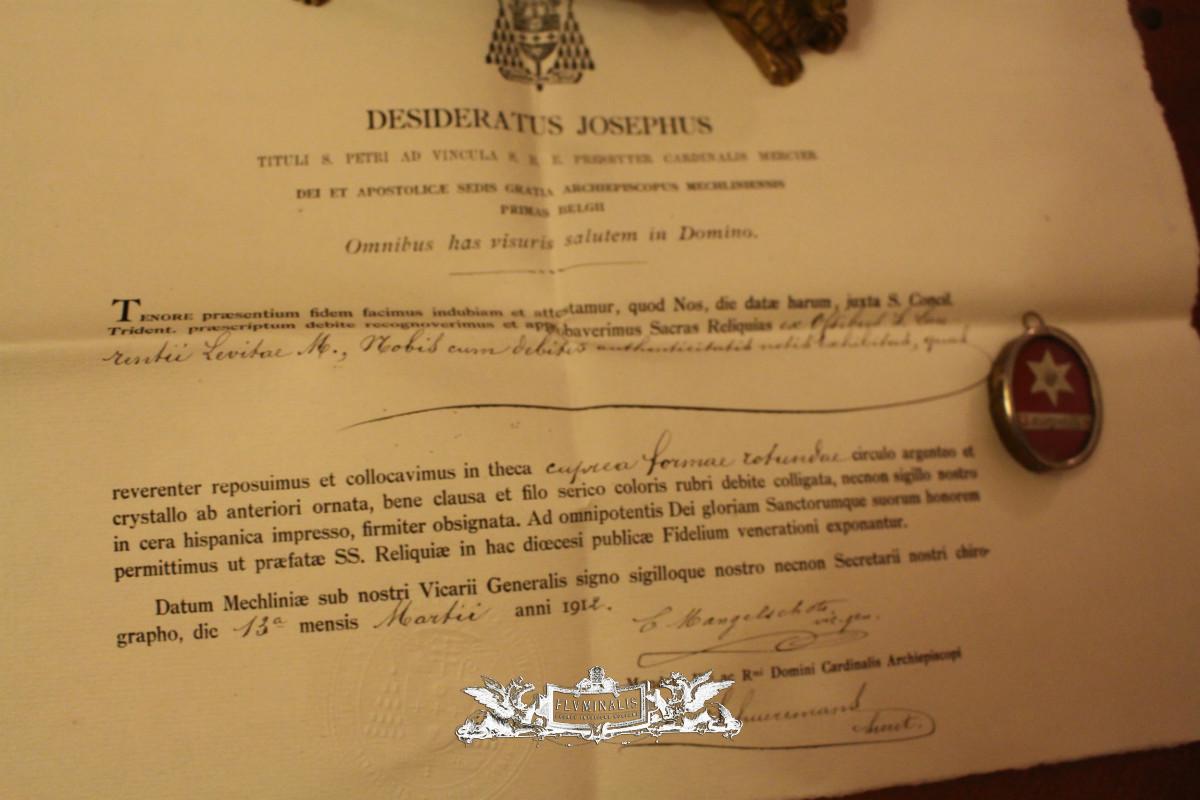 DESIDERATUS JOSEPHUS
TITULI S. PETRI AD VINCULA S. R. E. PRESBYTER CARDINALIS MERCIER
DEI ET APOSTOLICÆ SEDIS GRATIA ARCHIEPISCOPUS MECHLINIENSIS
PRIMAS BELGII
Omnibus has visuris salutem in Domino.
TENORE præsentium fidem facimus indubiam et attestamur, quod Nos, die datæ harum, juxta S. Concil.
Trident. præscriptum debite recognoverimus et approbaverimus Sacras Reliquias ex Ossibus S. Lau
rentii Levitae M., Nobis cum debitis authenticitatis notis exhibitas, quas
reverenter reposuimus et collocavimus in theca cuprea formae rotundae circulo argenteo et
crystallo ab anteriori ornata, bene clausa et filo serico coloris rubri debite colligata, necnon sigillo nostro
in cera hispanica impresso, firmiter obsignata. Ad omnipotentis Dei gloriam Sanctorumque suorum honorem
permittimus ut præfatæ SS. Reliquiæ in hac diœcesi publicæ Fidelium venerationi exponantur.
Datum Mechliniæ sub nostri Vicarii Generalis signo sigilloque nostro necnon Secretarii nostri chiro-
grapho, die 13ª mensis Martii anni 1912.
C Mangelschots
vic. gen.
Rmi Domini Cardinalis Archiepiscopi
FLVMINALIS